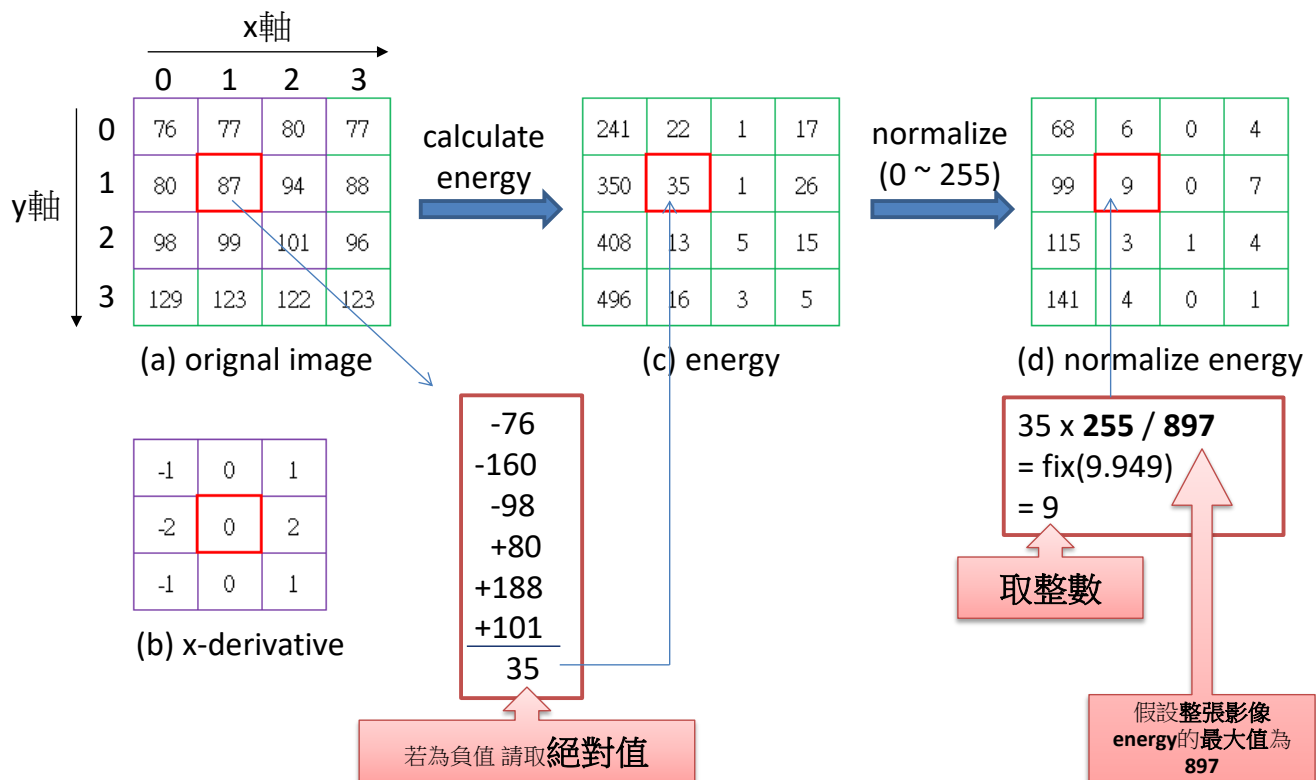 x軸
0 1 2 3
y軸
0 76 77 80 77
1 80 87 94 88
2 98 99 101 96
3 129 123 122 123
(a) orignal image
calculate
energy
241 22 1 17
350 35 1 26
408 13 5 15
496 16 3 5
(c) energy
normalize
(0 ~ 255)
68 6 0 4
99 9 0 7
115 3 1 4
141 4 0 1
(d) normalize energy
-1 0 1
-2 0 2
-1 0 1
(b) x-derivative
-76
-160
-98
+80
+188
+101
35
若為負值 請取絕對值
35 x 255 / 897
= fix(9.949)
= 9
取整數
假設整張影像
energy的最大值為
897